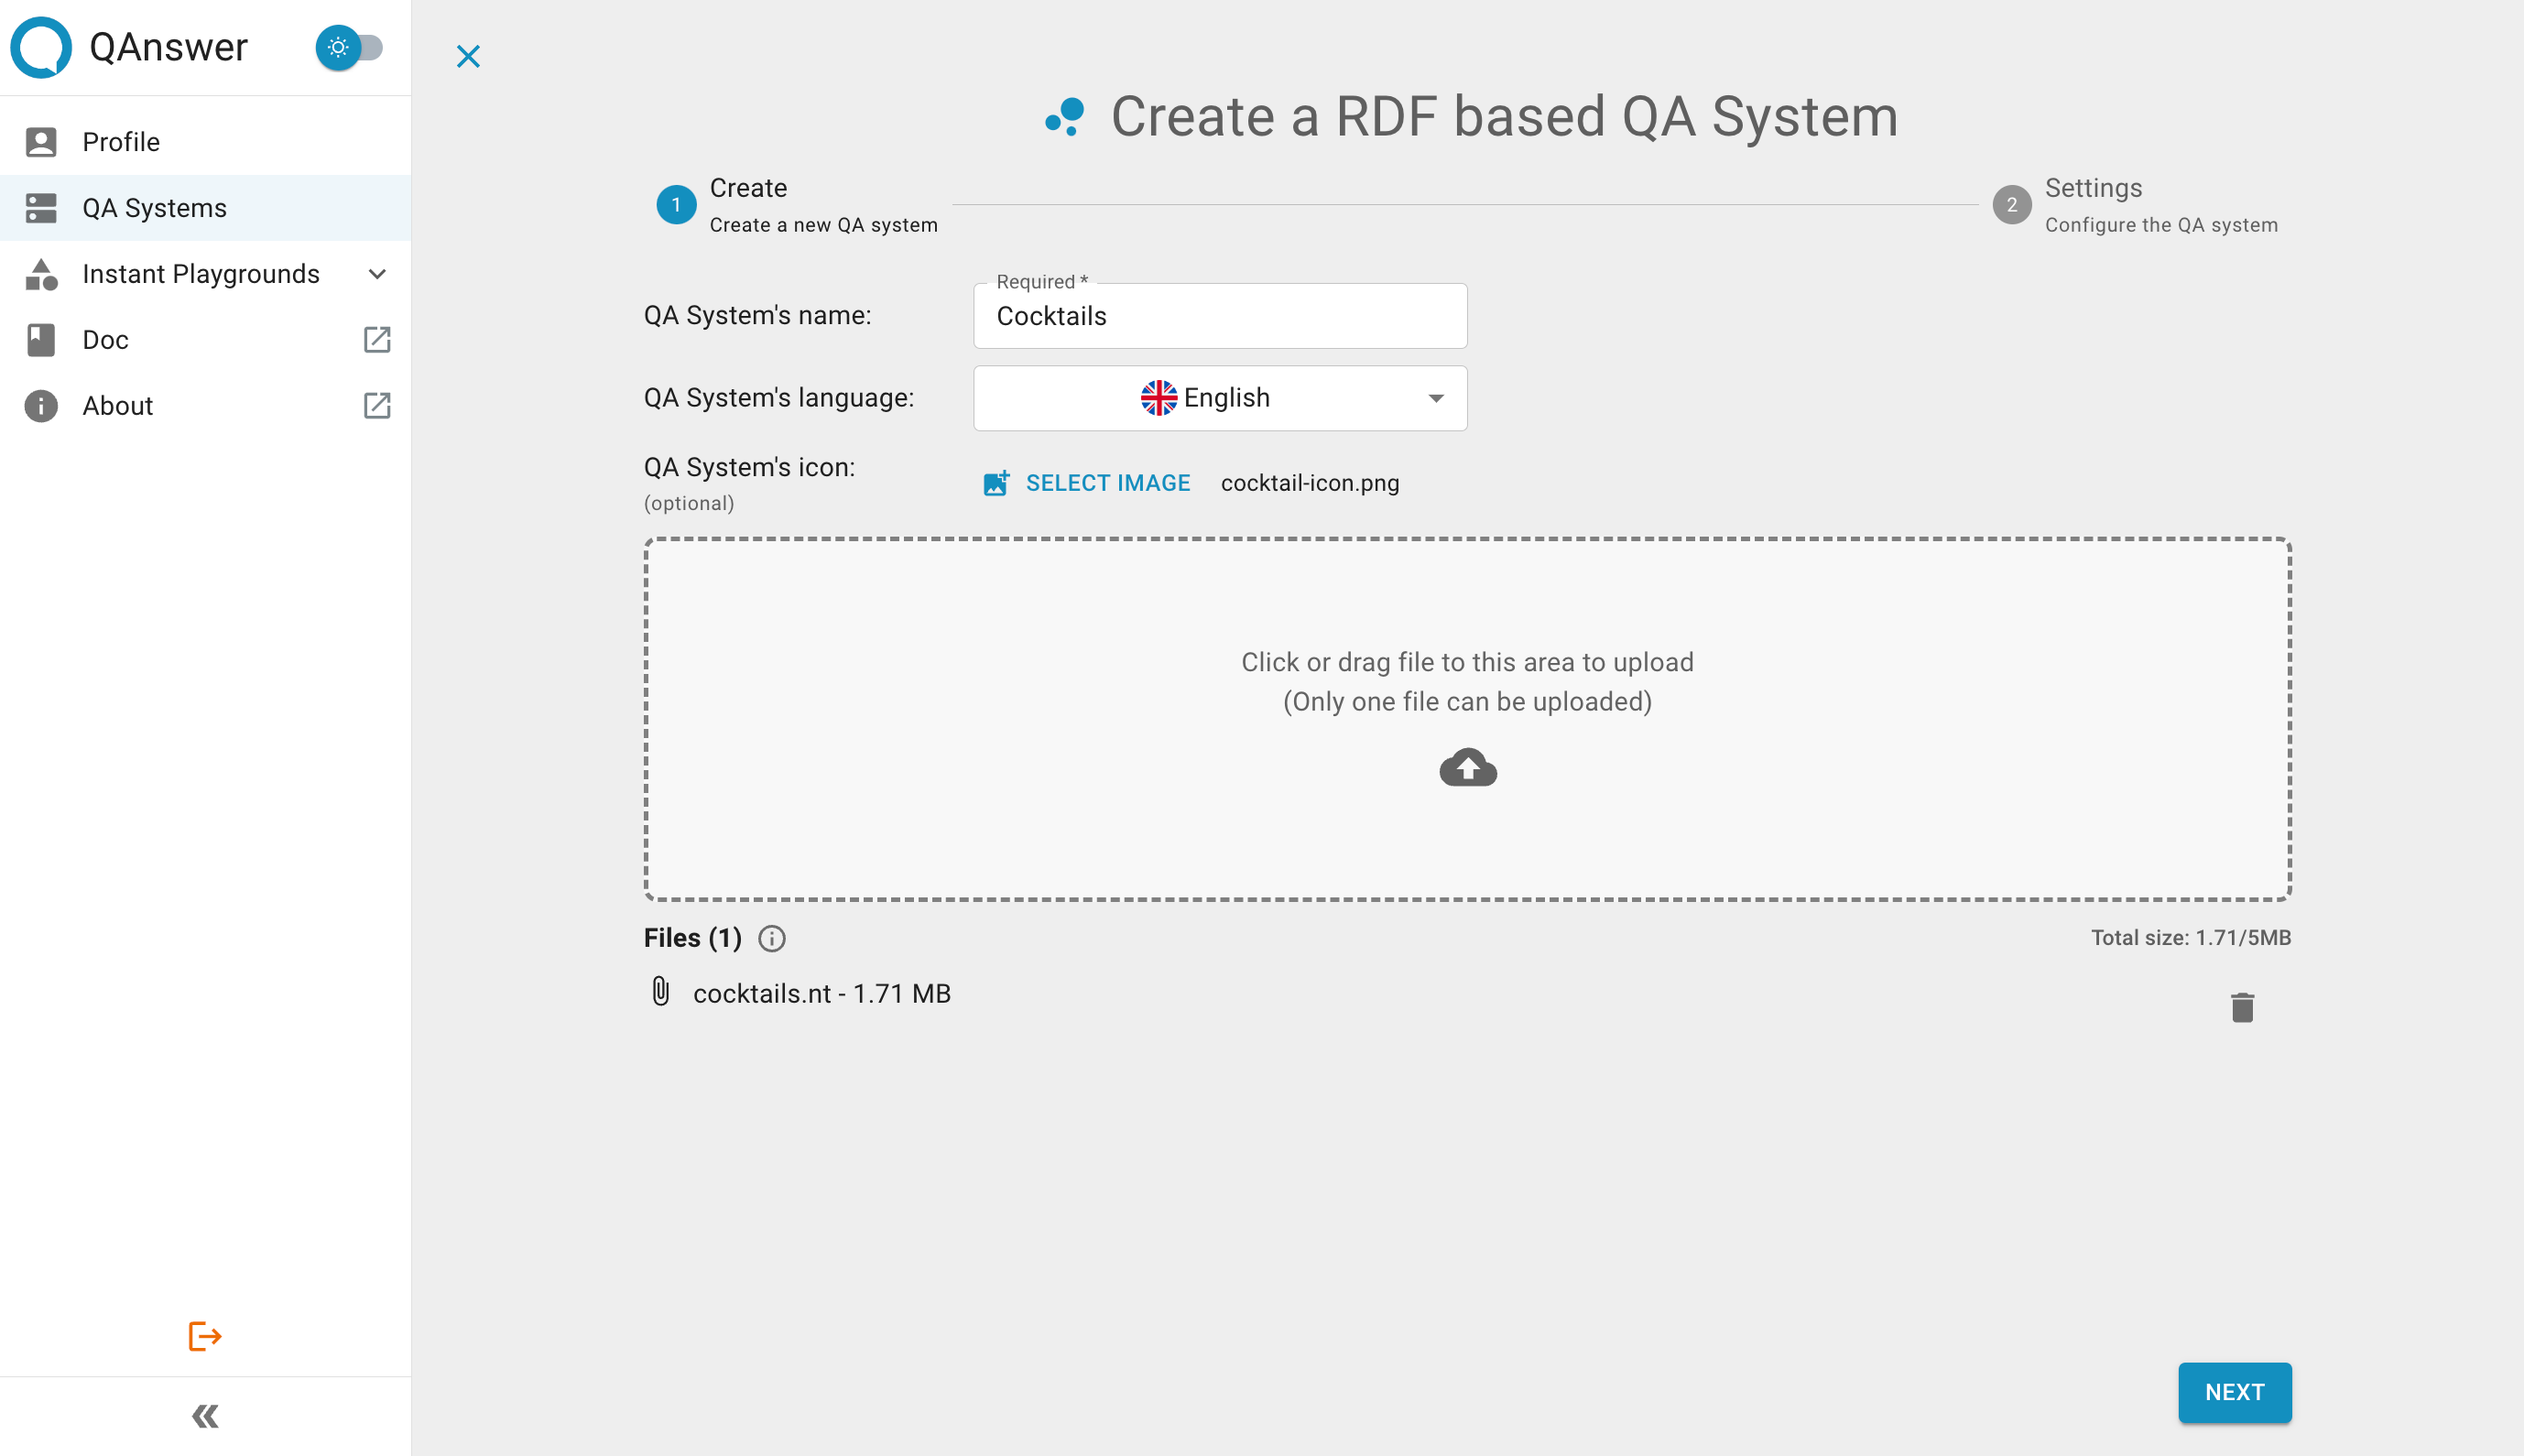 QAnswer
Profile
QA Systems
Instant Playgrounds
Doc
About
Create a RDF based QA System
1
Create
Create a new QA system
2
Settings
Configure the QA system
QA System's name:
Required *
Cocktails
QA System's language:
English
QA System's icon:
(optional)
SELECT IMAGE
cocktail-icon.png
Click or drag file to this area to upload
(Only one file can be uploaded)
Files (1)
Total size: 1.71/5MB
cocktails.nt - 1.71 MB
NEXT